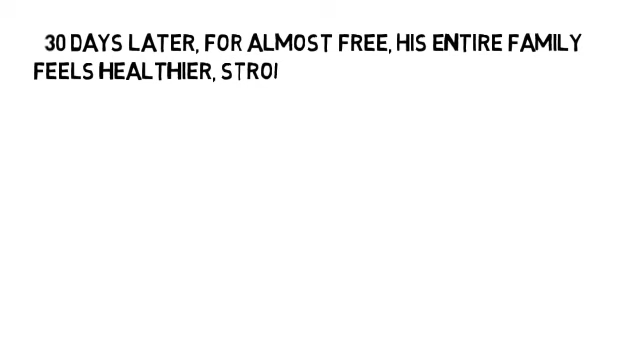 30 DAYS LATER, FOR ALMOST FREE, HIS ENTIRE FAMILY
FEELS HEALTHIER,